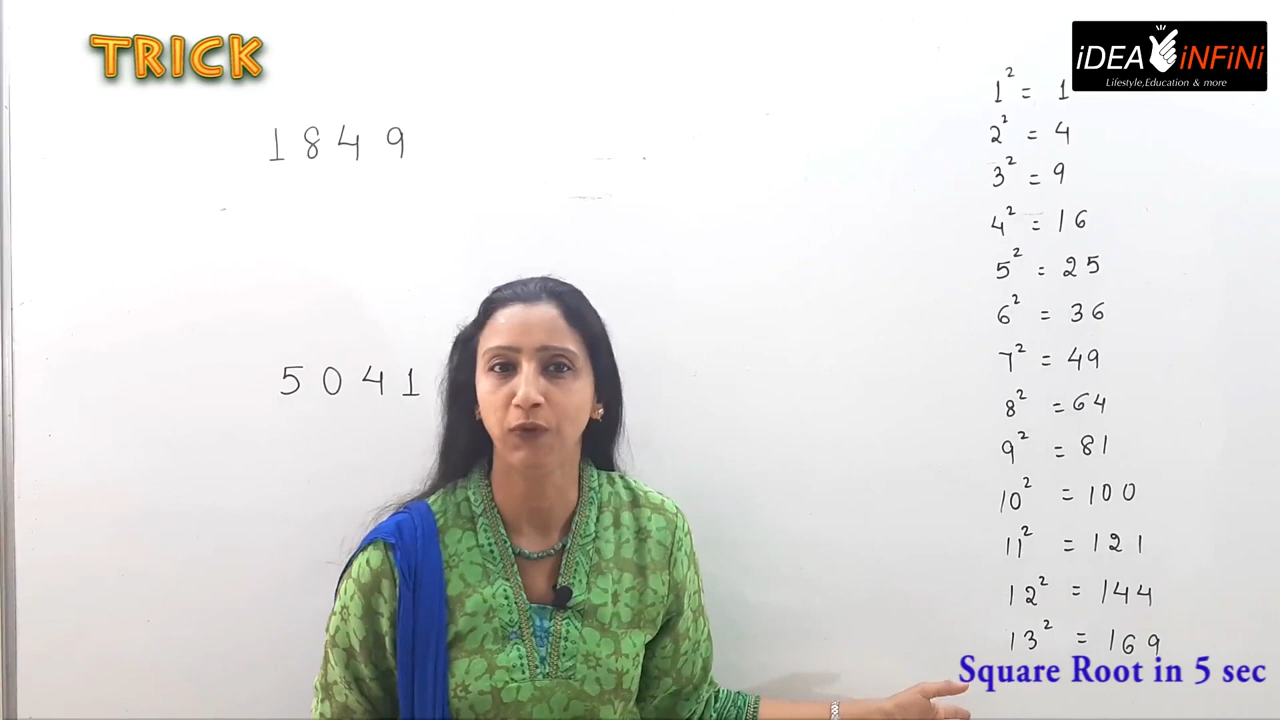 TRICK
1849
5041
iDEA iNFiNi
Lifestyle,Education & more
1² = 1
2² = 4
3² = 9
4² = 16
5² = 25
6² = 36
7² = 49
8² = 64
9² = 81
10² = 100
11² = 121
12² = 144
13² = 169
Square Root in 5 sec